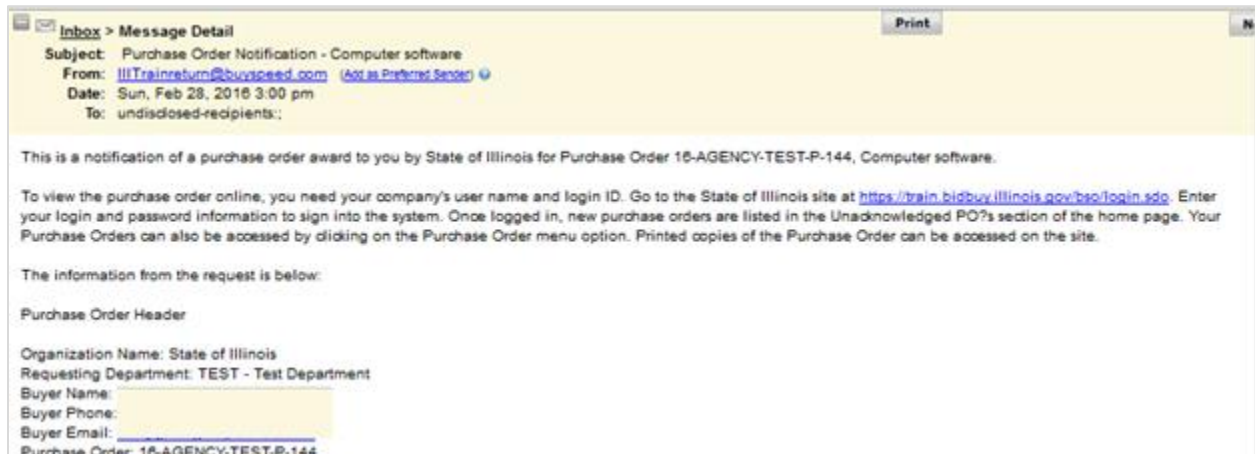 Inbox > Message Detail
Print
N
Subject: Purchase Order Notification - Computer software
From: IllTrainreturn@buyspeed.com (Add as Preferred Sender)
Date: Sun, Feb 28, 2016 3:00 pm
To: undisclosed-recipients:;
This is a notification of a purchase order award to you by State of Illinois for Purchase Order 16-AGENCY-TEST-P-144, Computer software.
To view the purchase order online, you need your company's user name and login ID. Go to the State of Illinois site at https://train.bidbuy.illinois.gov/bso/login.sdo. Enter
your login and password information to sign into the system. Once logged in, new purchase orders are listed in the Unacknowledged PO?s section of the home page. Your
Purchase Orders can also be accessed by clicking on the Purchase Order menu option. Printed copies of the Purchase Order can be accessed on the site.
The information from the request is below:
Purchase Order Header
Organization Name: State of Illinois
Requesting Department: TEST - Test Department
Buyer Name:
Buyer Phone:
Buyer Email:
Purchase Order: 16-AGENCY-TEST-P-144